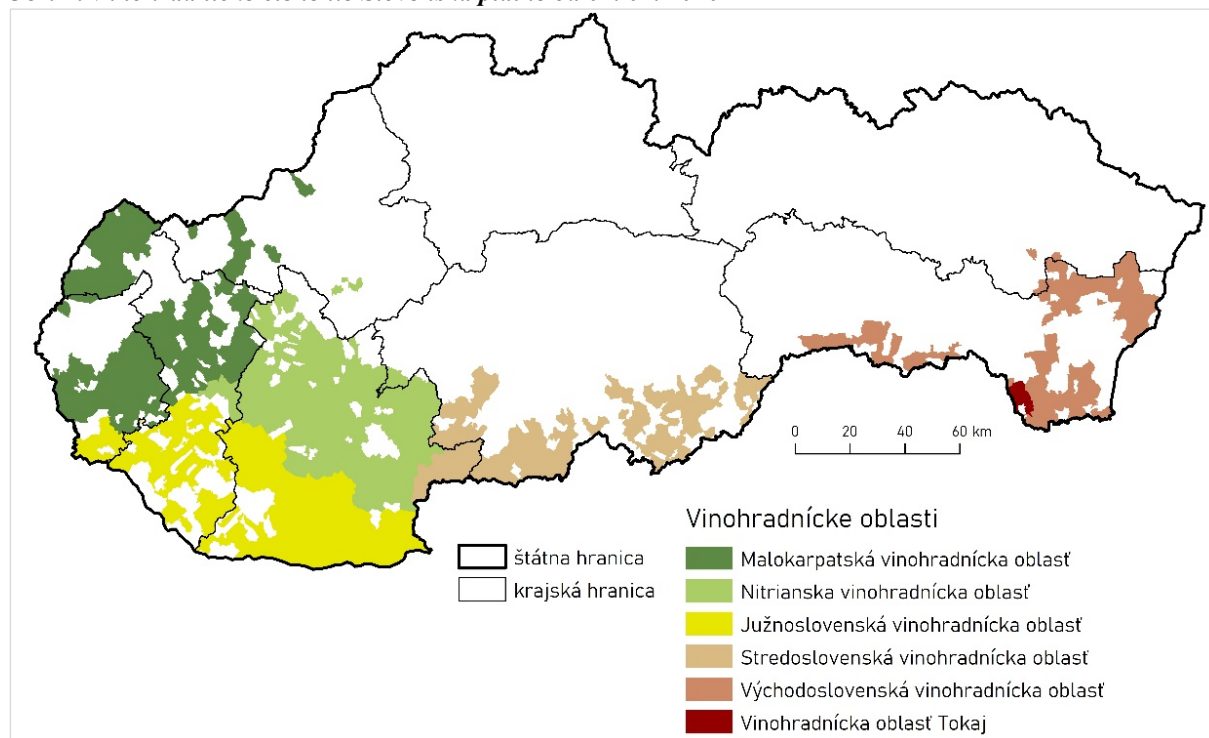 0 20 40 60 km
Vinohradnícke oblasti
štátna hranica
krajská hranica
Malokarpatská vinohradnícka oblasť
Nitrianska vinohradnícka oblasť
Južnoslovenská vinohradnícka oblasť
Stredoslovenská vinohradnícka oblasť
Východoslovenská vinohradnícka oblasť
Vinohradnícka oblasť Tokaj